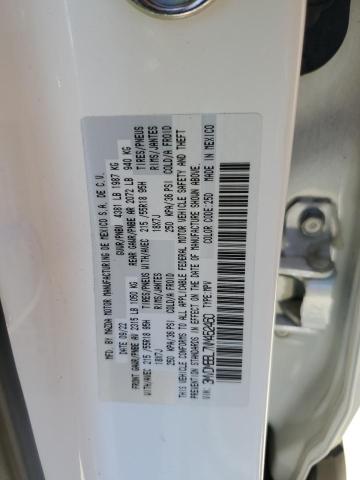 MFD. BY MAZDA MOTOR MANUFACTURING DE MEXICO S.A. DE C.V.
09/22 GVWR/PNBV 4381 LB 1987 KG
FRONT GAWR/PNBE AV 2315 LB 1050 KG REAR GAWR/PNBE AR 2072 LB 940 KG
TIRES/PNEUS WITH/AVEC 215 /55R18 95H TIRES/PNEUS WITH/AVEC 215 /55R18 95H
RIMS/JANTES 18X7J RIMS/JANTES 18X7J
COLD/A FROID 250 KPA/36 PSI COLD/A FROID 250 KPA/36 PSI
THIS VEHICLE CONFORMS TO ALL APPLICABLE FEDERAL MOTOR VEHICLE SAFETY AND THEFT
PREVENTION STANDARDS IN EFFECT ON THE DATE OF MANUFACTURE SHOWN ABOVE.
TYPE:MPV MADE IN MEXICO
COLOR CODE:25D